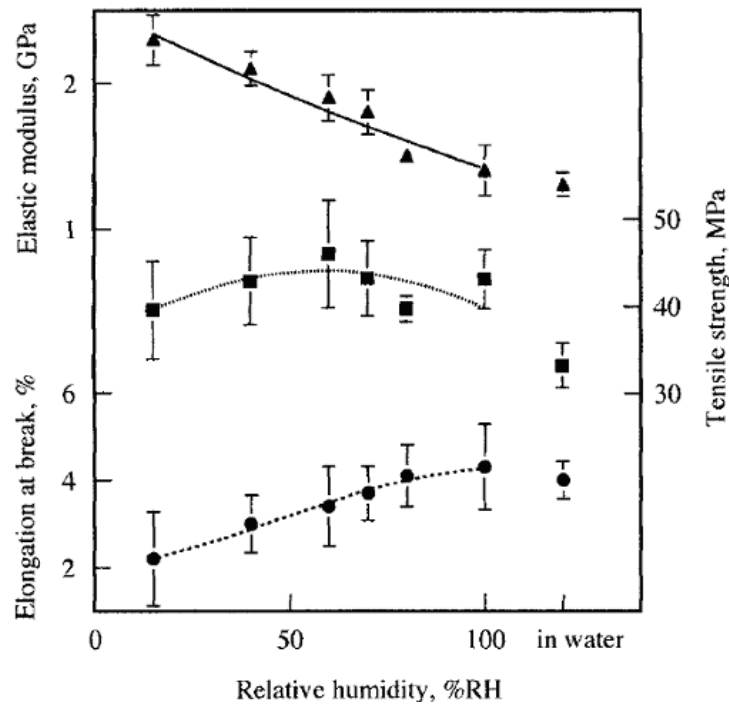 Elastic modulus, GPa
2
1
Elongation at break, %
6
4
2
50
40
30
Tensile strength, MPa
0
50
100
in water
Relative humidity, %RH